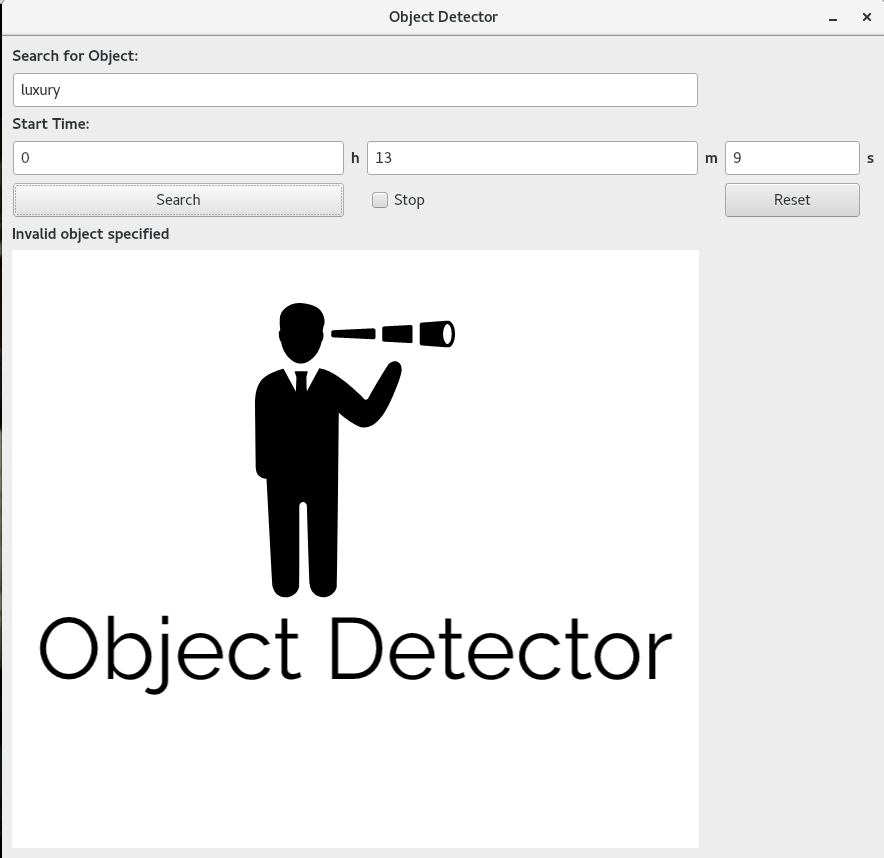 Object Detector
Search for Object:
luxury
Start Time:
0 h 13 m 9 s
Search Stop Reset
Invalid object specified
Object Detector